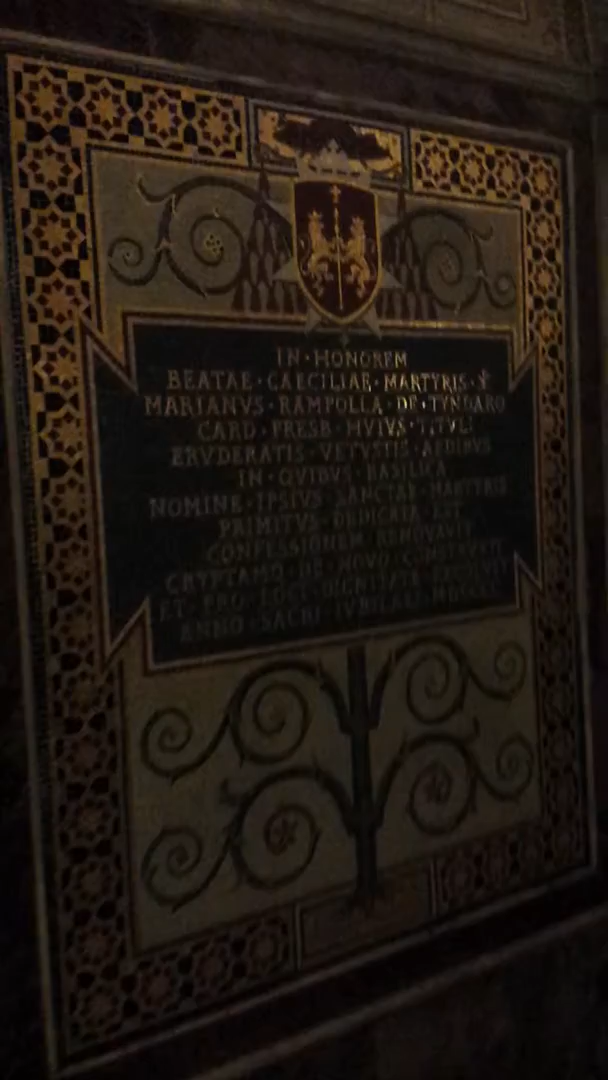 IN·HONOREM
BEATAE·CAECILIAE·MARTYRIS·
MARIANVS·RAMPOLLA·DE·TYNDARO
CARD·PRESB·HVIVS·TITVLI
ERVDERATIS·VETVSTIS·AEDIBVS
IN·QVIBVS·BASILICA
NOMINE·IPSIVS·SANCTAE·MARTYRIS
PRIMITVS·DEDICATA·EST
CONFESSIONEM·RENOVAVIT
CRYPTAMQ·DE·NOVO·CONSTRVXIT
ET·PRO·LOCI·DIGNITATE
ANNO·SACRI·IVBILAEI